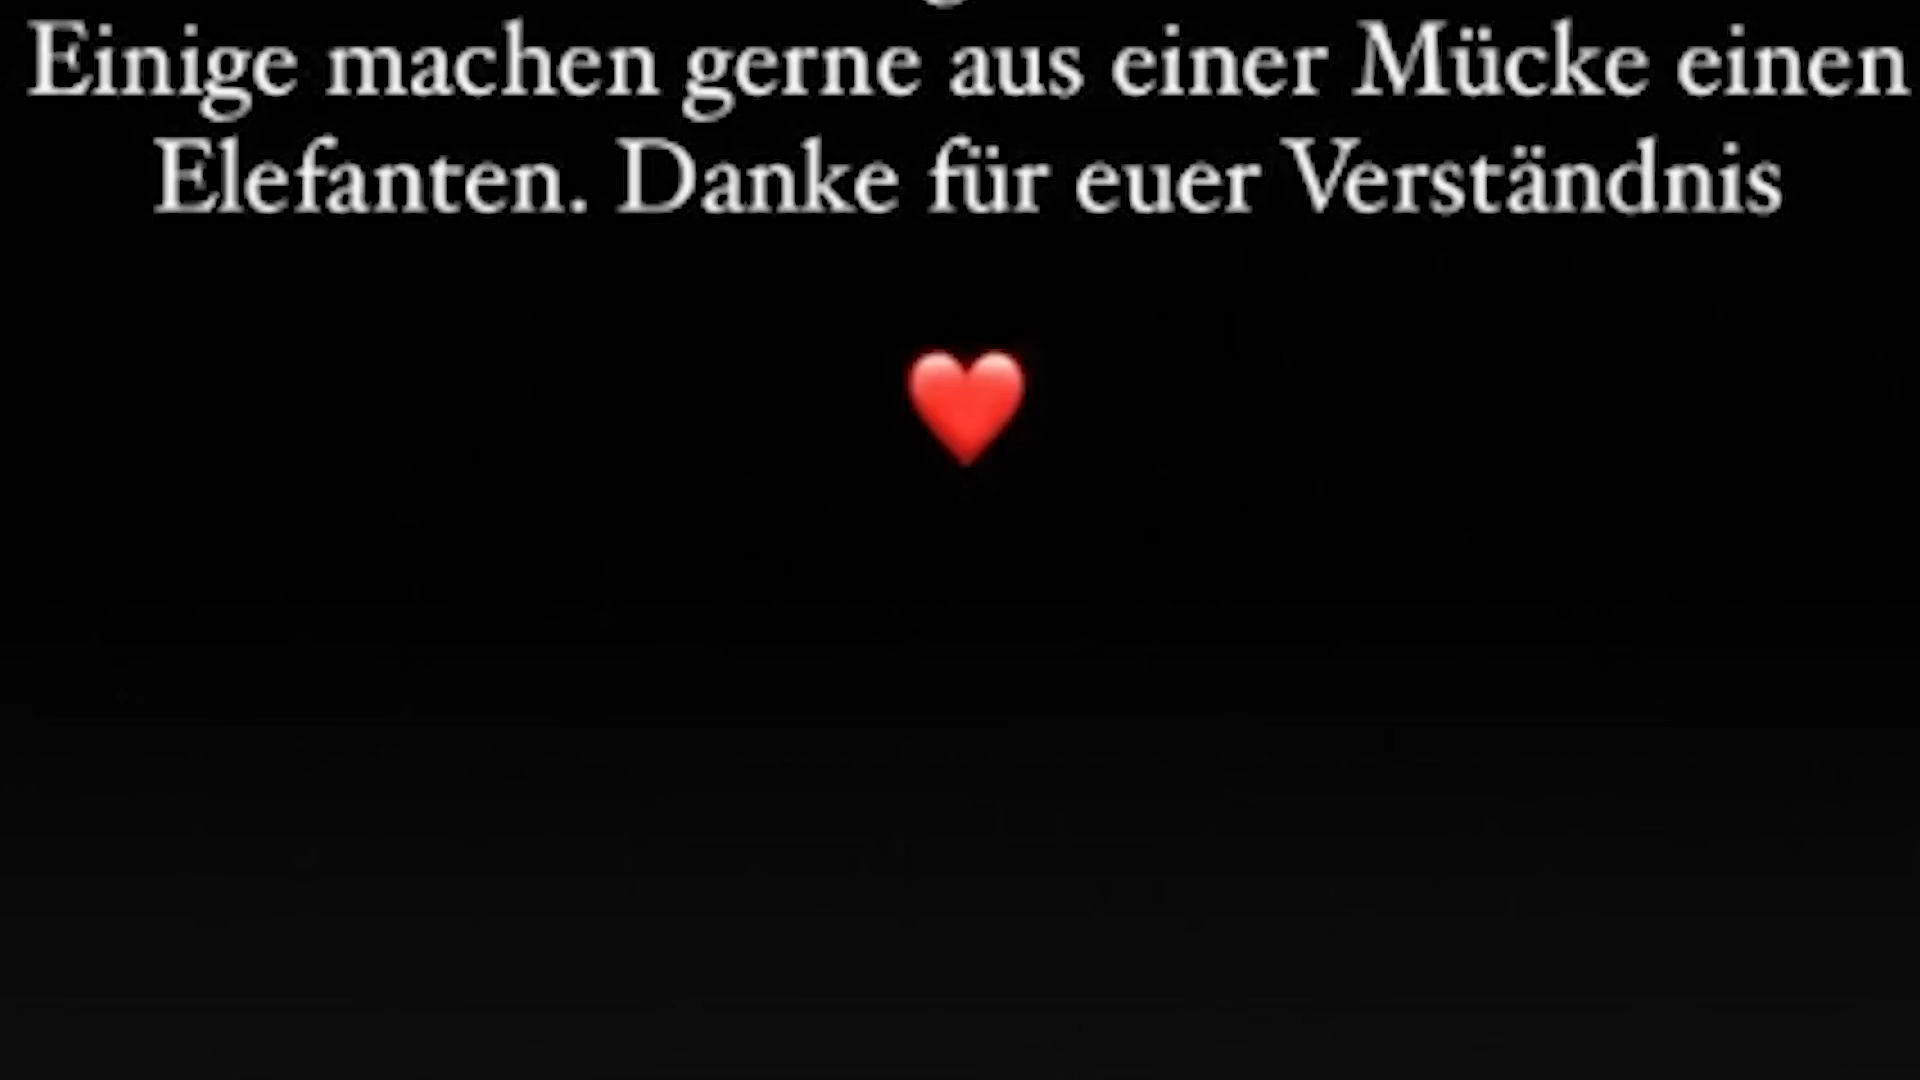 Einige machen gerne aus einer Mücke einen
Elefanten. Danke für euer Verständnis
❤️